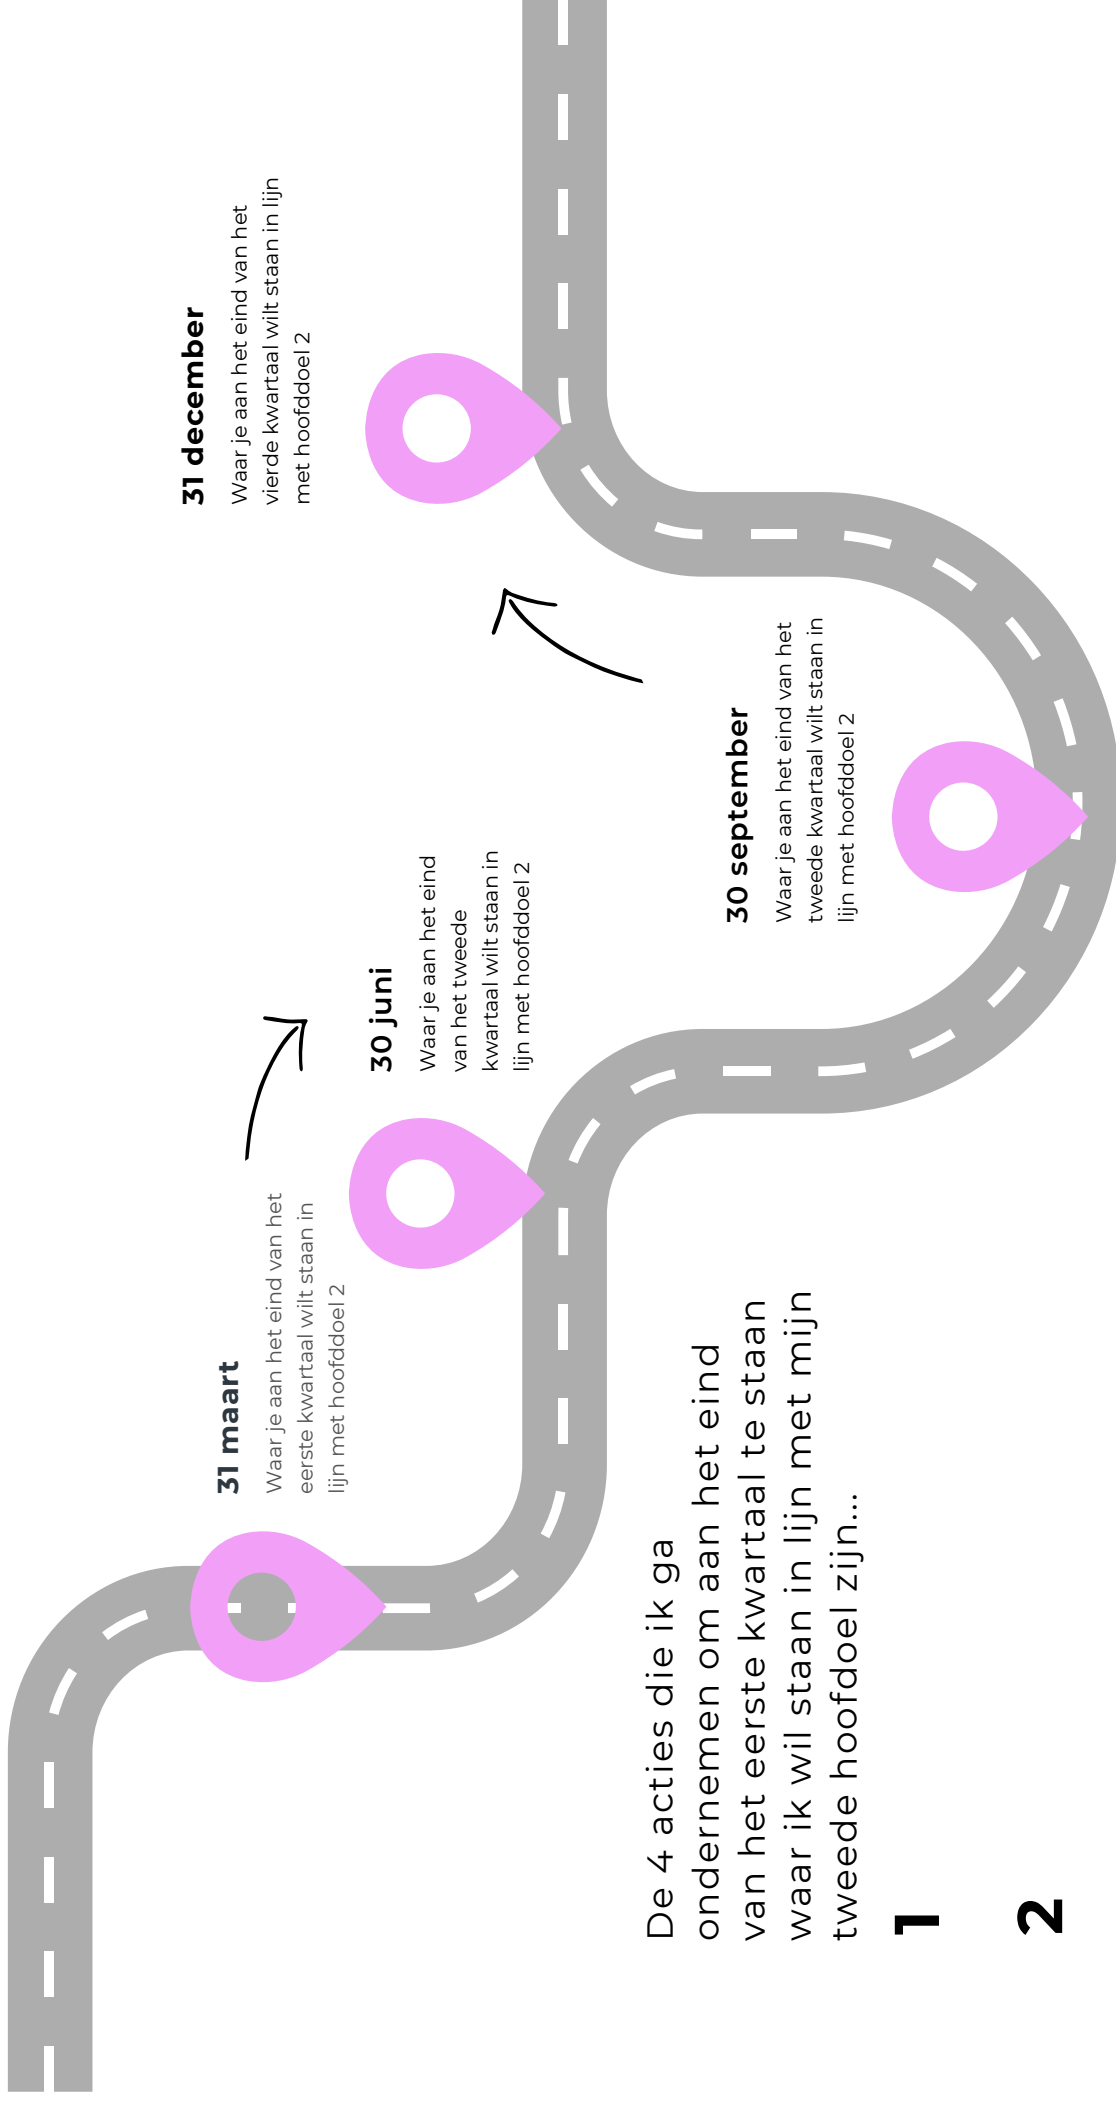 31 maart
Waar je aan het eind van het
eerste kwartaal wilt staan in
lijn met hoofddoel 2
30 juni
Waar je aan het eind
van het tweede
kwartaal wilt staan in
lijn met hoofddoel 2
30 september
Waar je aan het eind van het
tweede kwartaal wilt staan in
lijn met hoofddoel 2
31 december
Waar je aan het eind van het
vierde kwartaal wilt staan in lijn
met hoofddoel 2
De 4 acties die ik ga
ondernemen om aan het eind
van het eerste kwartaal te staan
waar ik wil staan in lijn met mijn
tweede hoofdoel zijn...
1
2